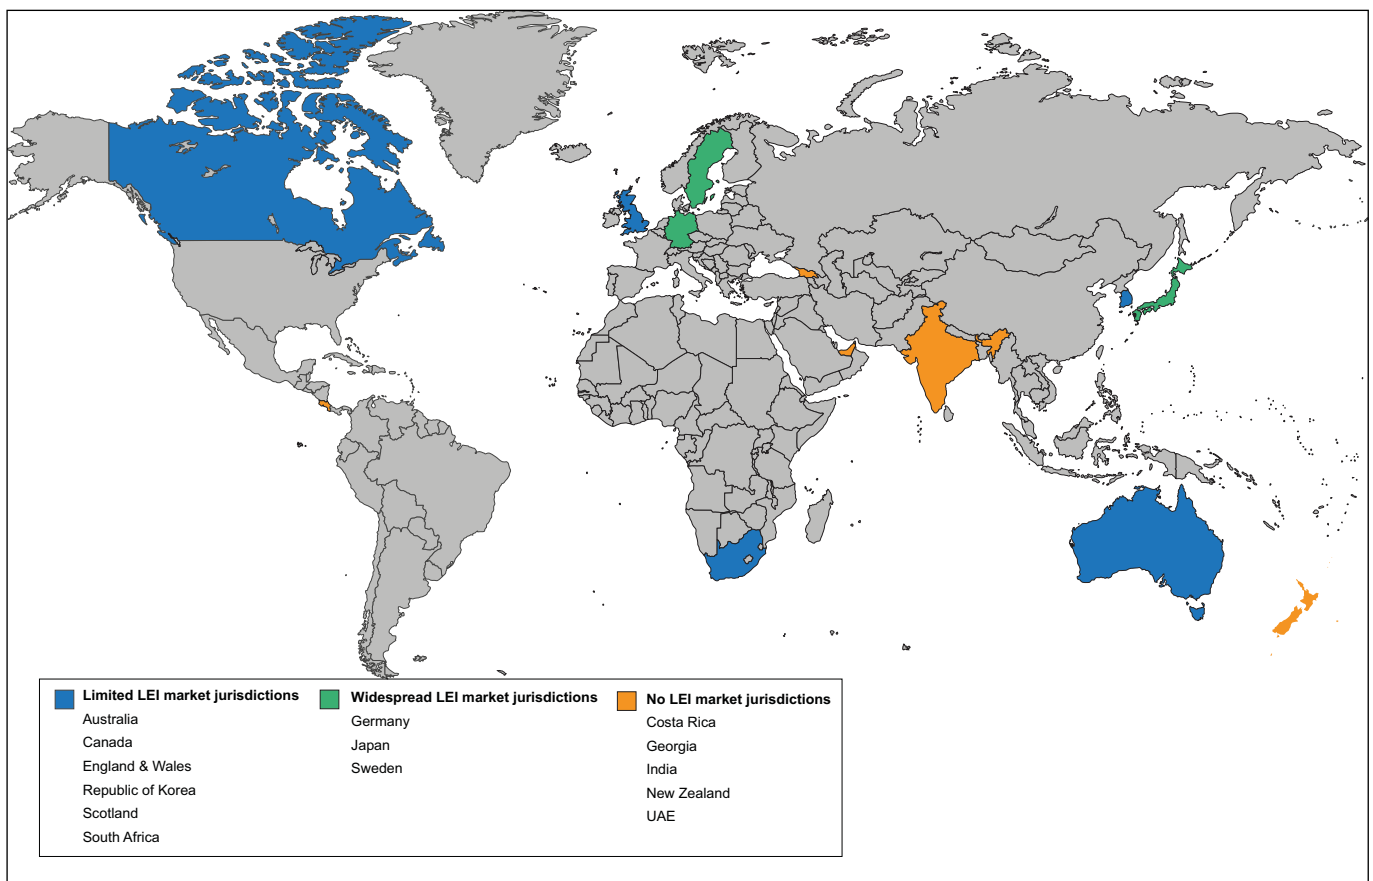 Limited LEI market jurisdictions
Australia
Canada
England & Wales
Republic of Korea
Scotland
South Africa
Widespread LEI market jurisdictions
Germany
Japan
Sweden
No LEI market jurisdictions
Costa Rica
Georgia
India
New Zealand
UAE